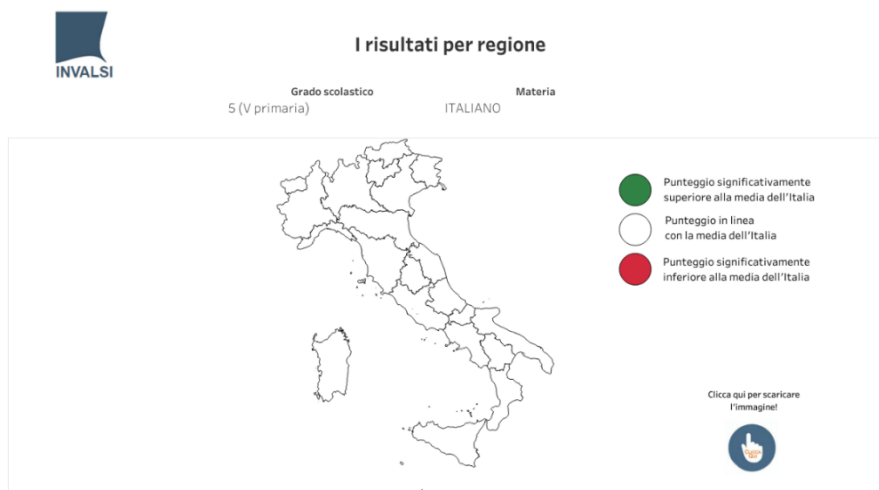 INVALSI
I risultati per regione
Grado scolastico
5 (V primaria)
Materia
ITALIANO
Punteggio significativamente
superiore alla media dell'Italia
Punteggio in linea
con la media dell'Italia
Punteggio significativamente
inferiore alla media dell'Italia
Clicca qui per scaricare
l'immagine!